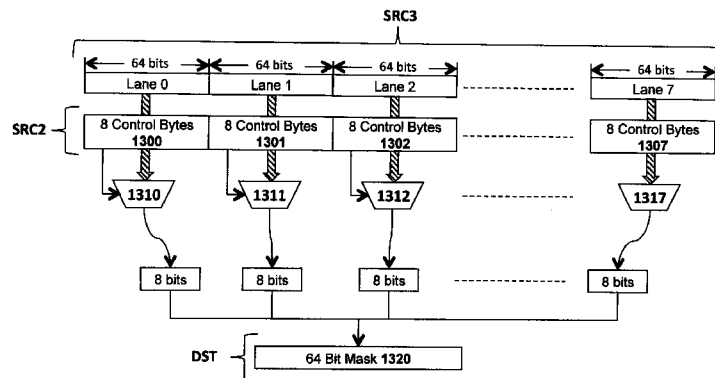 SRC3
64 bits 64 bits 64 bits 64 bits
Lane 0 Lane 1 Lane 2 Lane 7
SRC2
8 Control Bytes 8 Control Bytes 8 Control Bytes 8 Control Bytes
1300 1301 1302 1307
1310 1311 1312 1317
8 bits 8 bits 8 bits 8 bits
DST 64 Bit Mask 1320